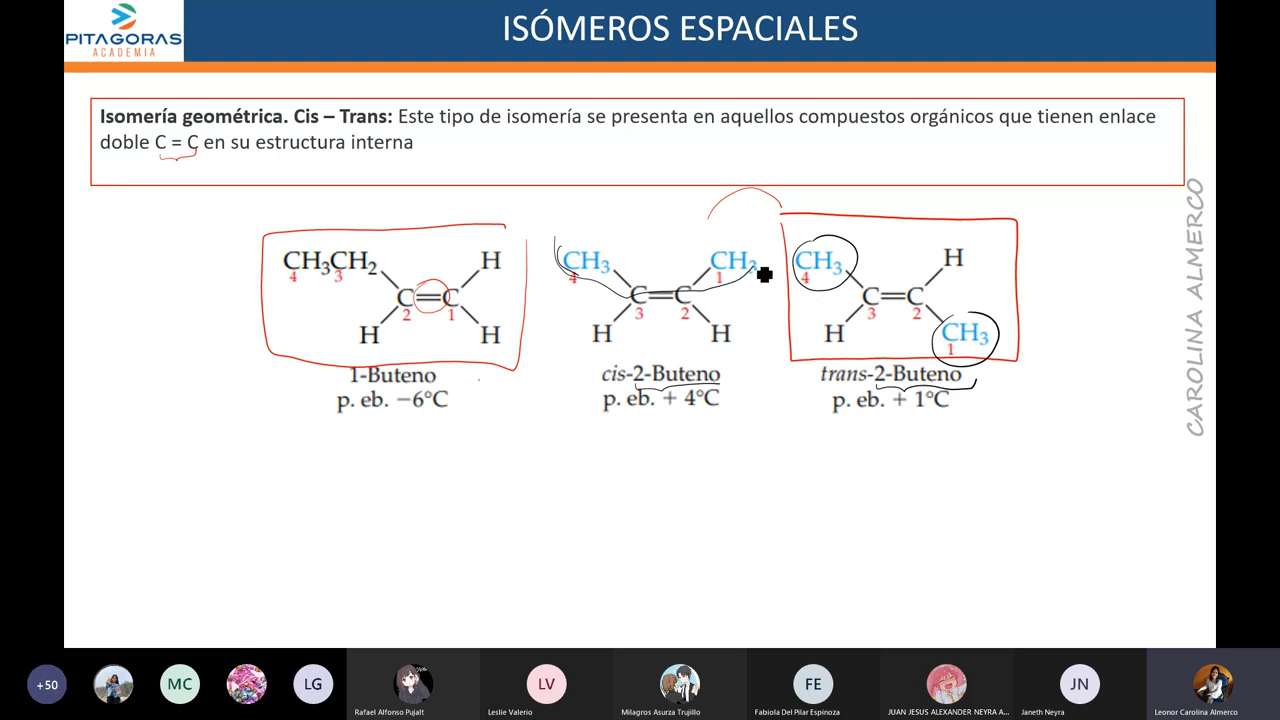 PITAGORAS
ACADEMIA
ISÓMEROS ESPACIALES
Isomería geométrica. Cis – Trans: Este tipo de isomería se presenta en aquellos compuestos orgánicos que tienen enlace
doble C = C en su estructura interna
CH3CH2 H
4 3
C=C
2 1
H H
1-Buteno
p. eb. −6°C
CH3 CH3
4 1
C=C
3 2
H H
cis-2-Buteno
p. eb. + 4°C
CH3 H
4
C=C
3 2
H CH3
1
trans-2-Buteno
p. eb. + 1°C
CAROLINA ALMERCO
+50
MC
LG
LV
FE
JN
Rafael Alfonso Pujalt
Leslie Valerio
Milagros Asurza Trujillo
Fabiola Del Pilar Espinoza
JUAN JESUS ALEXANDER NEYRA A...
Janeth Neyra
Leonor Carolina Almerco